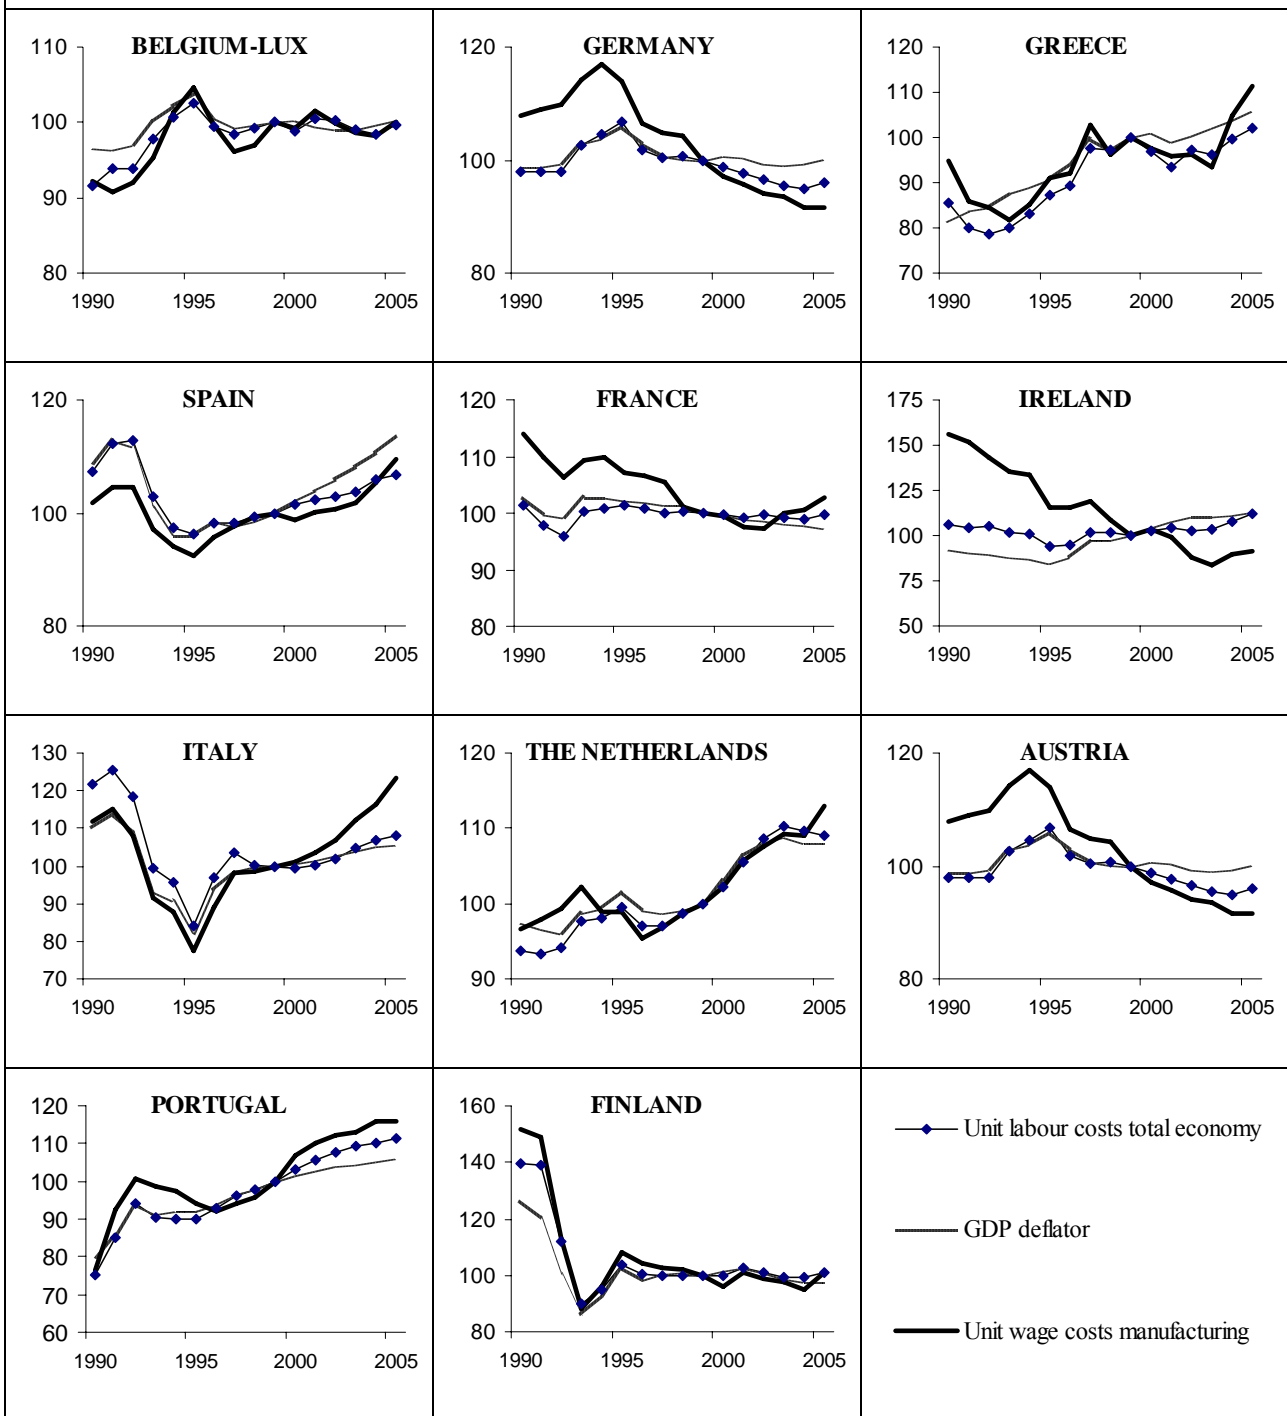 BELGIUM-LUX
110
100
90
80
1990 1995 2000 2005
GERMANY
120
100
80
1990 1995 2000 2005
GREECE
120
110
100
90
80
70
1990 1995 2000 2005
SPAIN
120
100
80
1990 1995 2000 2005
FRANCE
120
110
100
90
80
1990 1995 2000 2005
IRELAND
175
150
125
100
75
50
1990 1995 2000 2005
ITALY
130
120
110
100
90
80
70
1990 1995 2000 2005
THE NETHERLANDS
120
110
100
90
1990 1995 2000 2005
AUSTRIA
120
100
80
1990 1995 2000 2005
PORTUGAL
120
110
100
90
80
70
60
1990 1995 2000 2005
FINLAND
160
140
120
100
80
1990 1995 2000 2005
Unit labour costs total economy
GDP deflator
Unit wage costs manufacturing